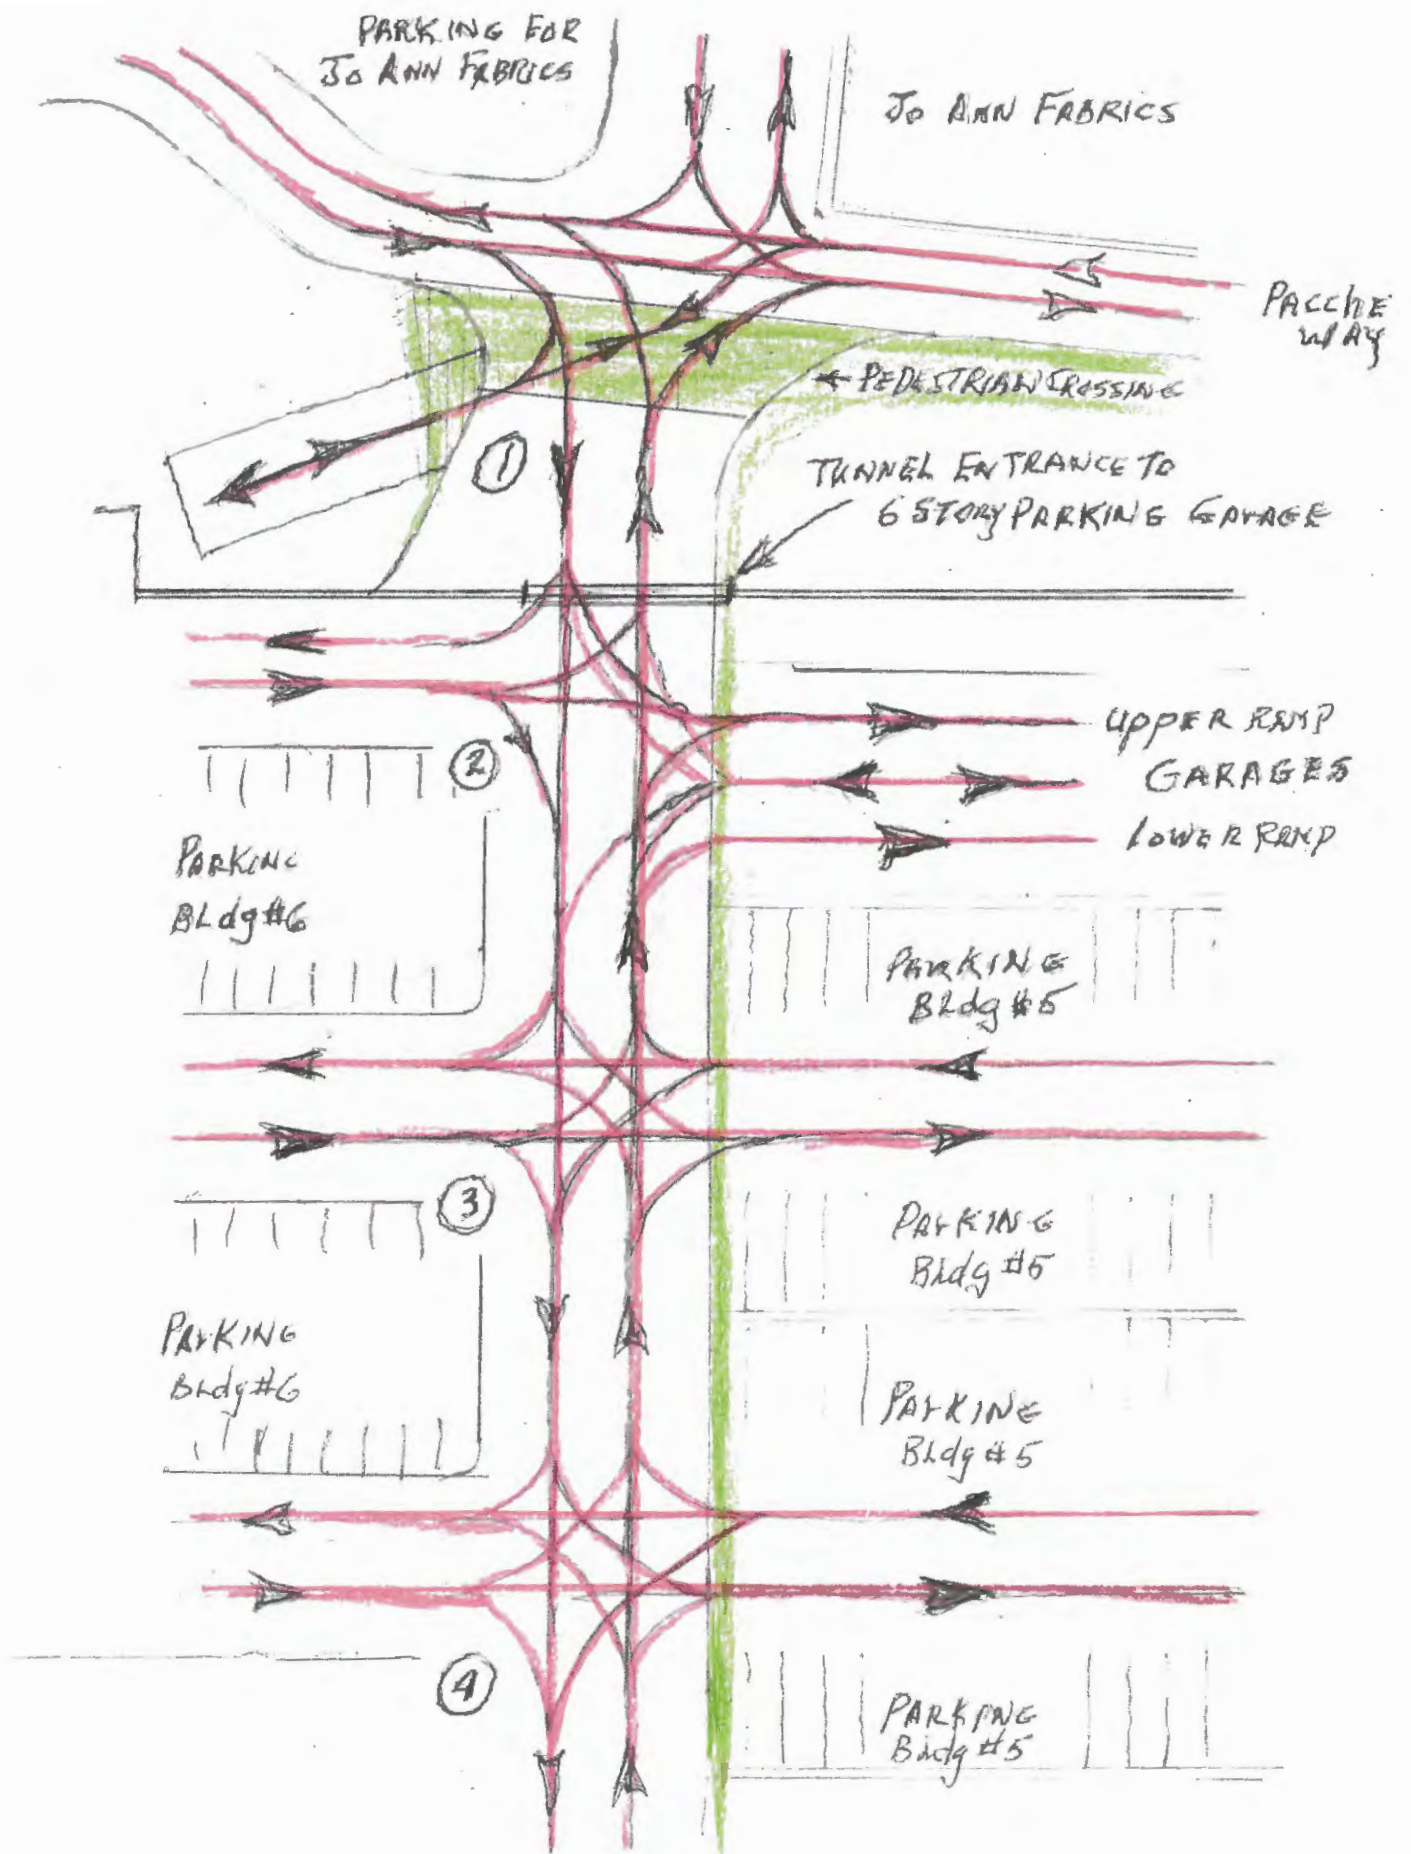 PARKING FOR
JO ANN FABRICS
JO ANN FABRICS
PACCHE
WAY
← PEDESTRIAN CROSSING
1
TUNNEL ENTRANCE TO
6 STORY PARKING GARAGE
UPPER RAMP
2
GARAGES
LOWER RAMP
PARKING
BLdg #6
PARKING
BLdg #5
3
PARKING
Bldg #5
PARKING
Bldg #6
PARKING
Bldg #5
4
PARKING
Bldg #5